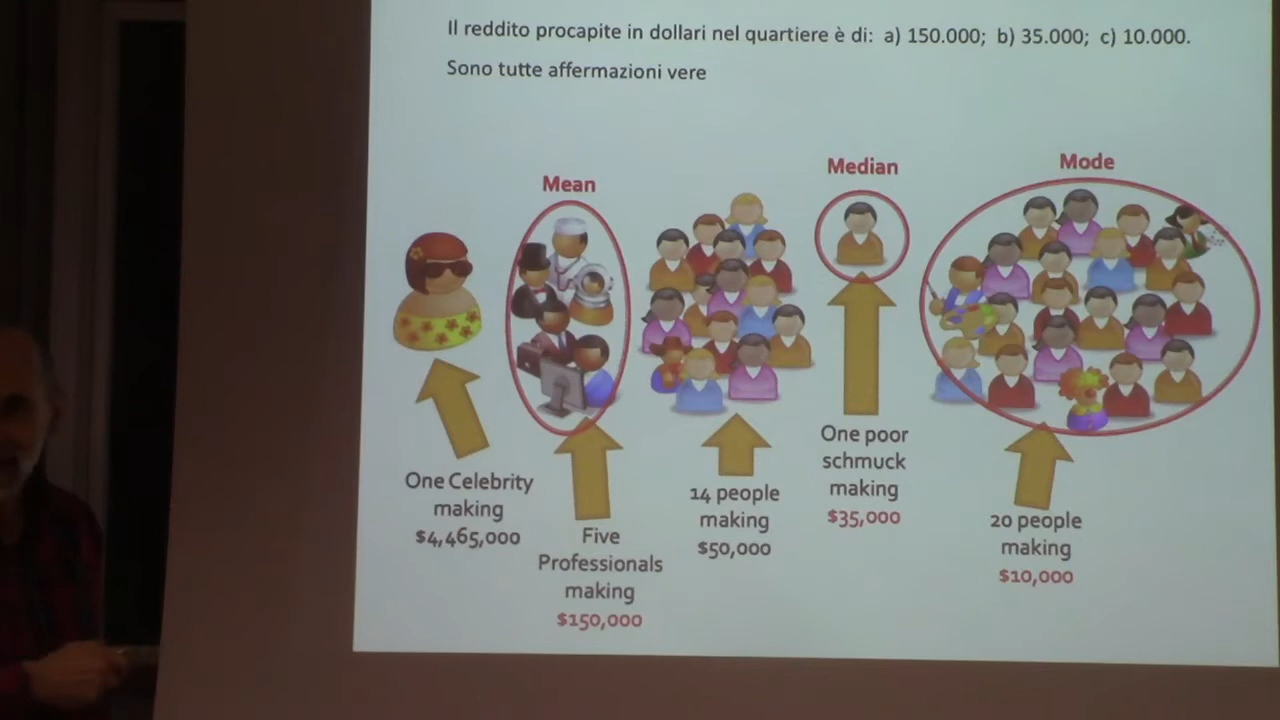 Il reddito procapite in dollari nel quartiere è di: a) 150.000; b) 35.000; c) 10.000.
Sono tutte affermazioni vere
Mean
Median
Mode
One Celebrity
making
$4,465,000
Five
Professionals
making
$150,000
14 people
making
$50,000
One poor
schmuck
making
$35,000
20 people
making
$10,000